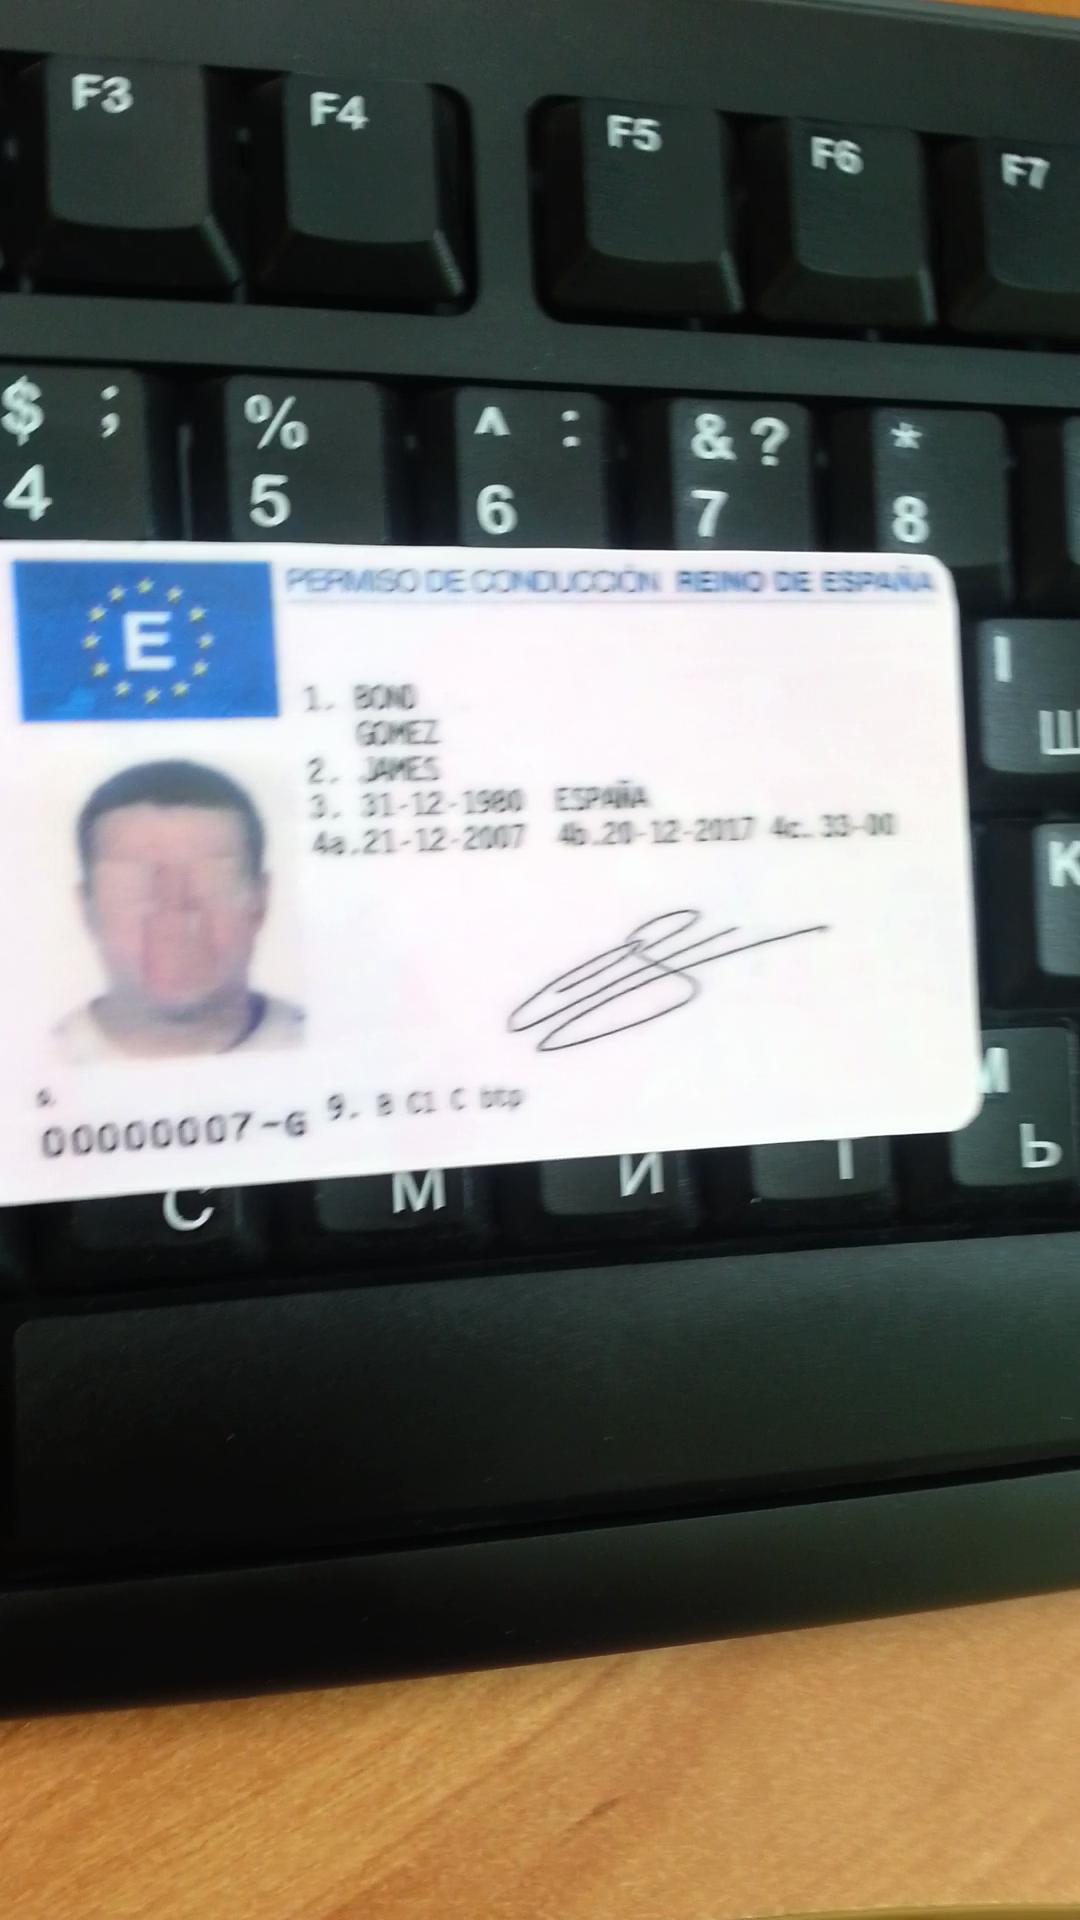 F3 F4 F5 F6 F7
$ ; % ^ : & ? *
4 5 6 7 8
E
PERMISO DE CONDUCCIÓN REINO DE ESPAÑA
1. BOND
GOMEZ
2. JAMES
3. 31-12-1980 ESPAÑA
4a.21-12-2007 4b.20-12-2017 4c.33-00
I
Ш
K
9. B C1 C btp
00000007-G
М
Ь
С М И Т